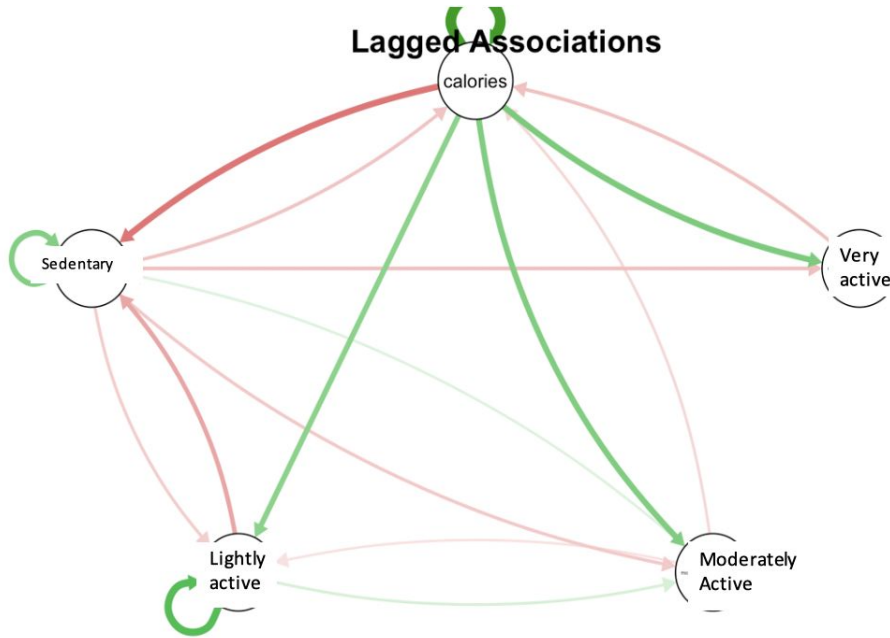 Lagged Associations
calories
Sedentary
Very
active
Lightly
active
Moderately
Active